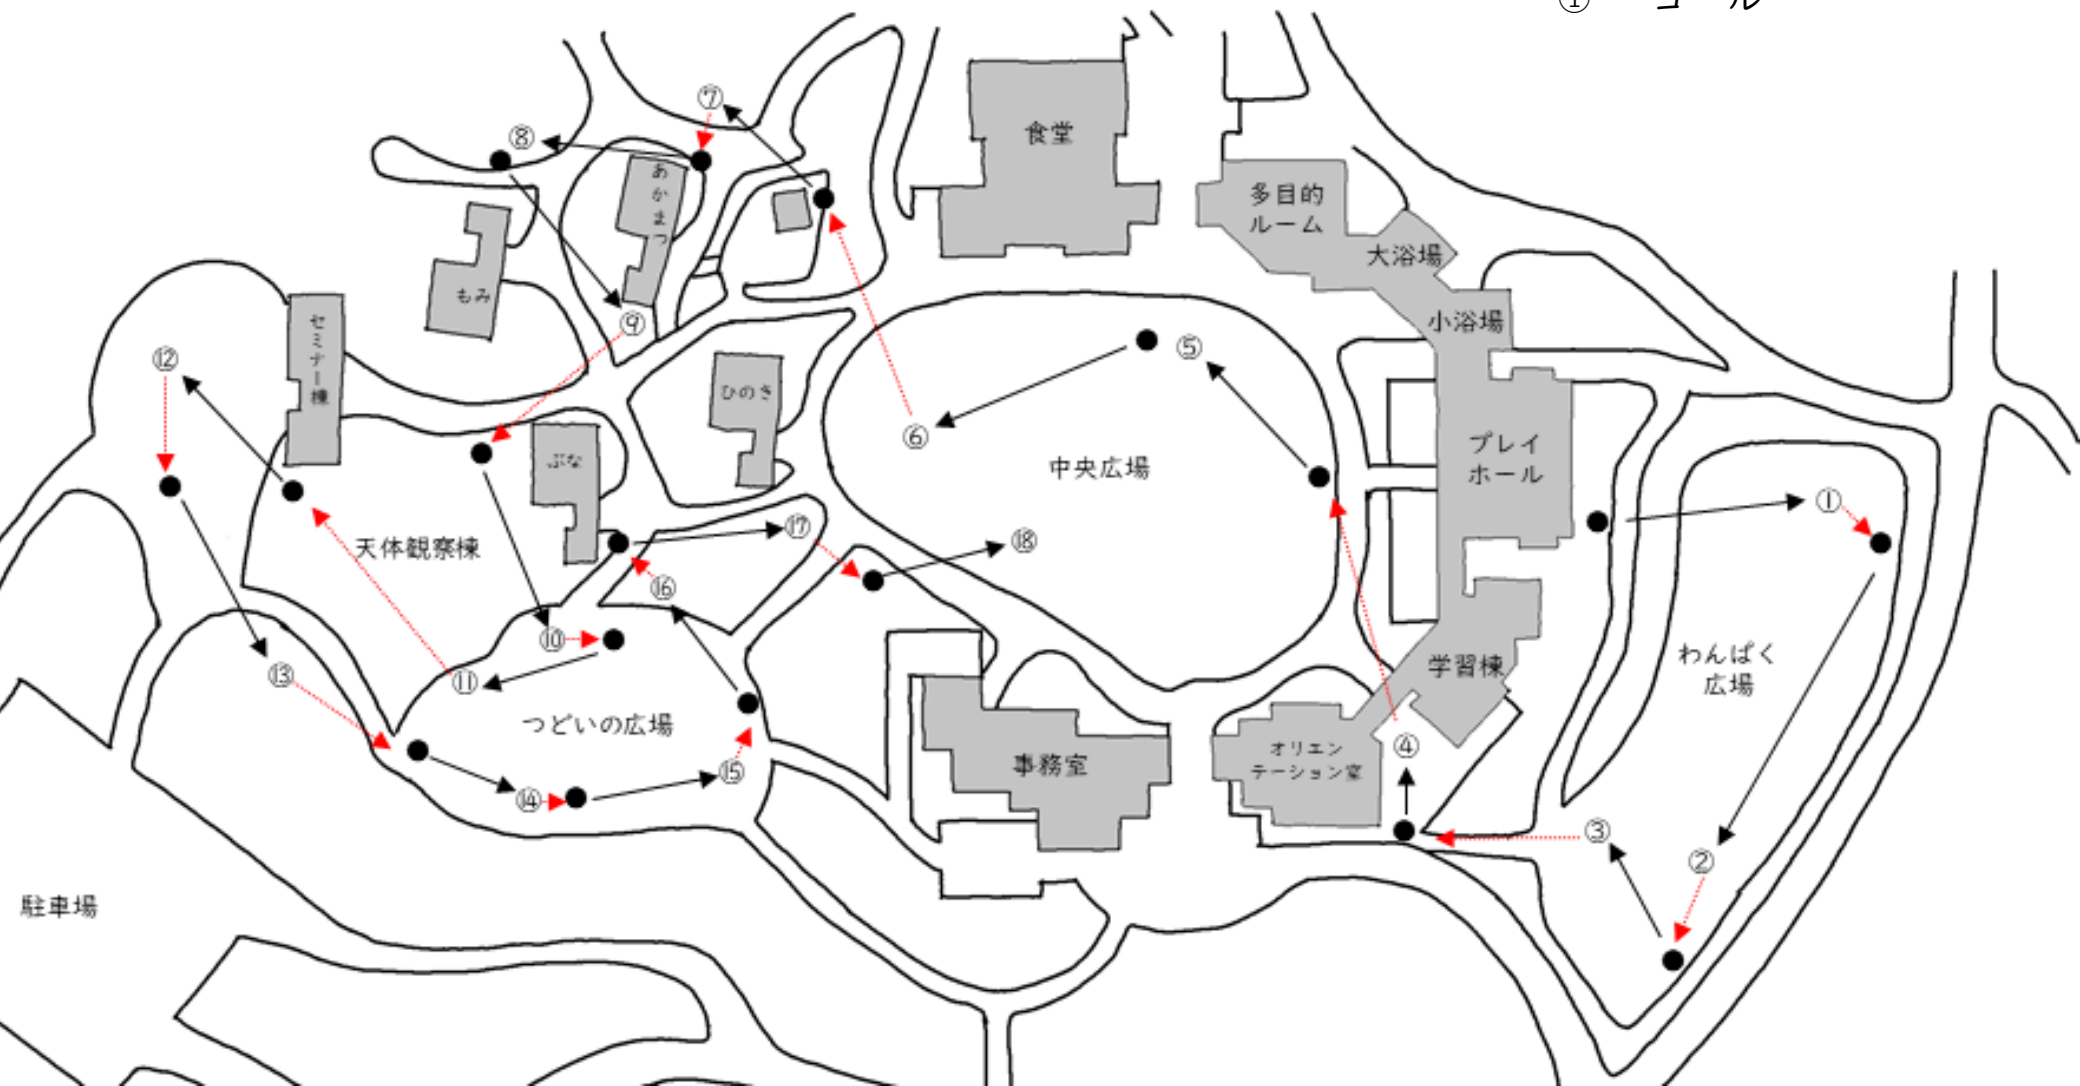 ① ゴール
⑦
⑧
食堂
あかまつ
多目的
ルーム
大浴場
もみ
小浴場
セミナー棟
⑨
⑫
⑤
ひのき
⑥
プレイ
ホール
中央広場
ぶな
①
⑰
⑱
天体観察棟
⑯
⑩
わんぱく
広場
学習棟
⑬
⑪
つどいの広場
④
オリエン
テーション室
事務室
⑮
⑭
③
②
駐車場